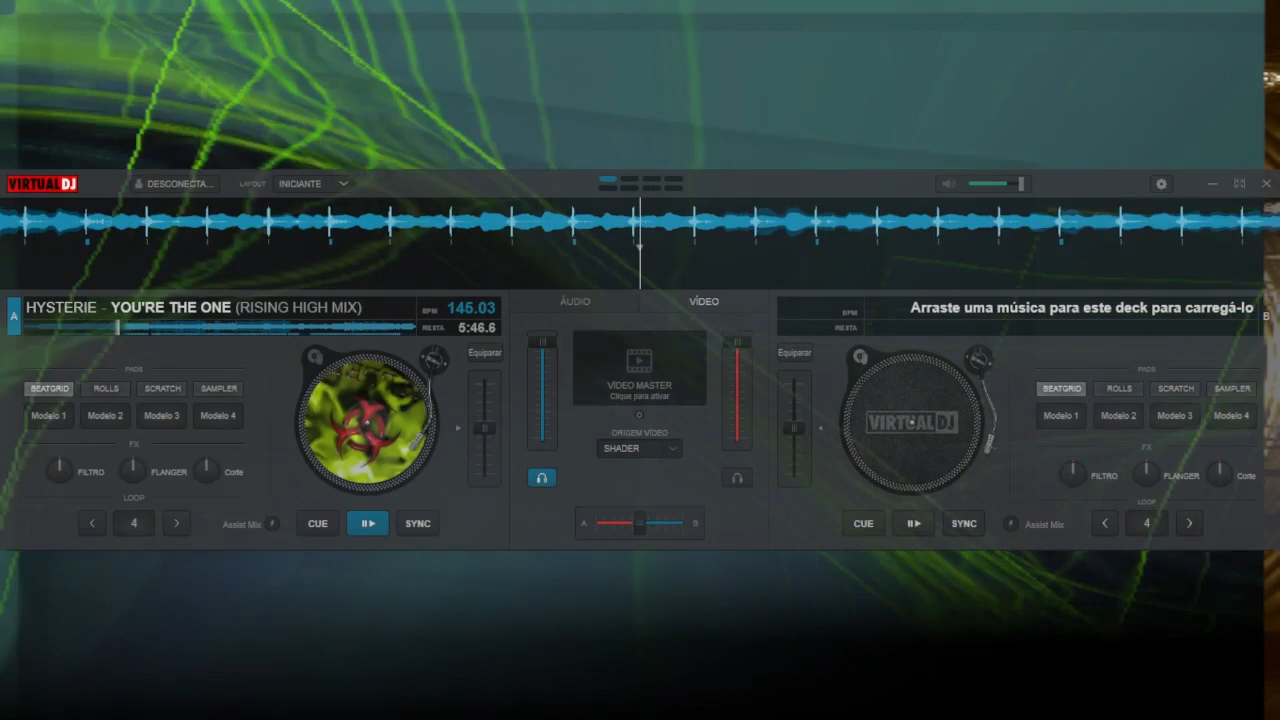 VIRTUALDJ
DESCONECTA...
LAYOUT INICIANTE
A
HYSTERIE - YOU'RE THE ONE (RISING HIGH MIX)
BPM 145.03
RESTA 5:46.6
ÁUDIO
VÍDEO
BPM
RESTA
Arraste uma música para este deck para carregá-lo
B
PADS
BEATGRID ROLLS SCRATCH SAMPLER
Modelo 1 Modelo 2 Modelo 3 Modelo 4
FX
FILTRO FLANGER Corte
LOOP
4
Assist Mix
CUE
SYNC
Equiparar
VÍDEO MASTER
Clique para ativar
ORIGEM VÍDEO
SHADER
A B
Equiparar
VIRTUALDJ
PADS
BEATGRID ROLLS SCRATCH SAMPLER
Modelo 1 Modelo 2 Modelo 3 Modelo 4
FX
FILTRO FLANGER Corte
LOOP
CUE
SYNC
Assist Mix
4